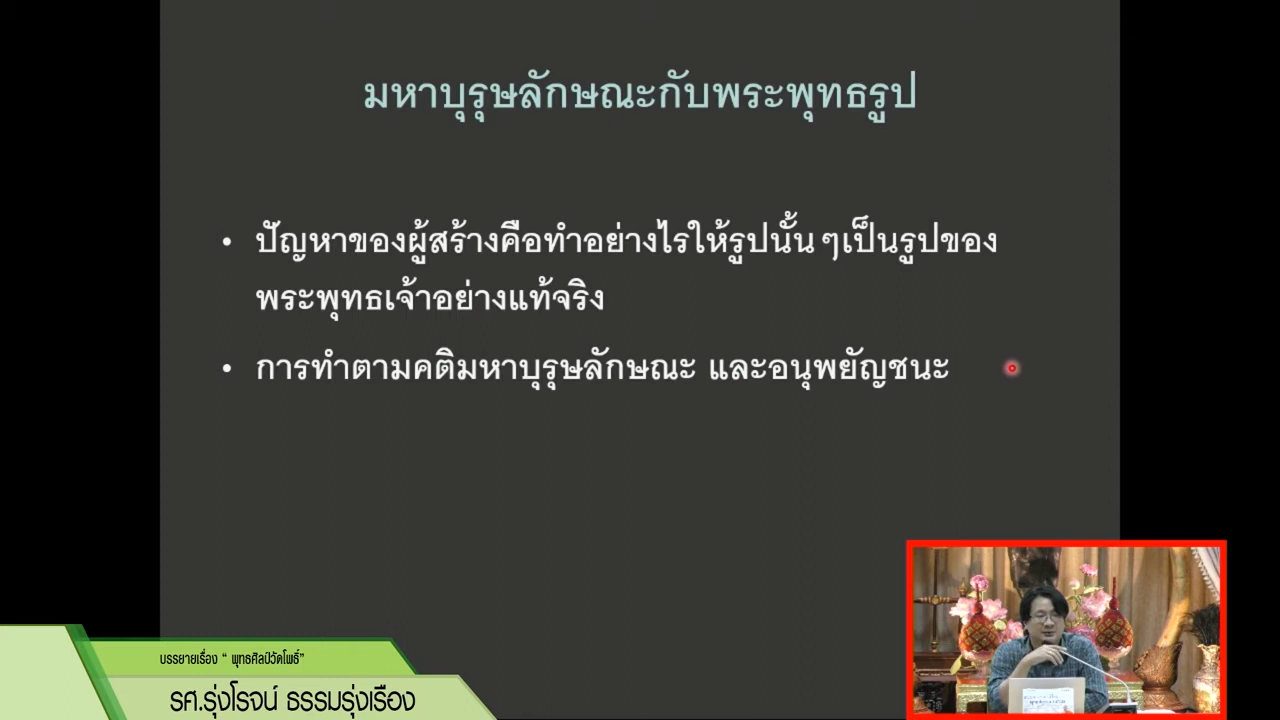 มหาบุรุษลักษณะกับพระพุทธรูป
• ปัญหาของผู้สร้างคือทำอย่างไรให้รูปนั้น ๆเป็นรูปของ
พระพุทธเจ้าอย่างแท้จริง
• การทำตามคติมหาบุรุษลักษณะ และอนุพยัญชนะ
บรรยายเรื่อง “ พุทธศิลป์วัดโพธิ์”
รศ.รุ่งโรจน์ ธรรมรุ่งเรือง